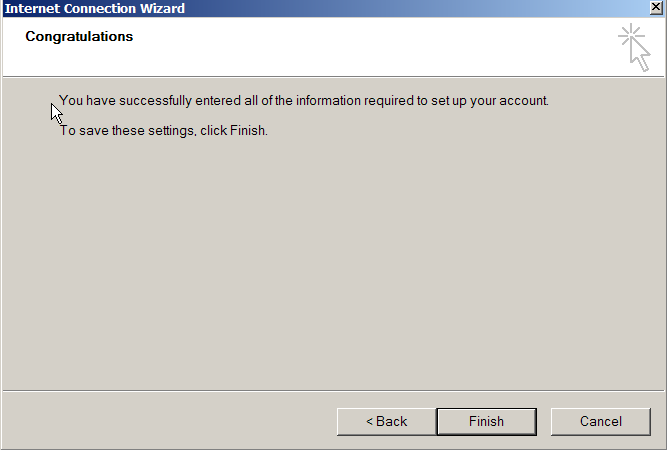 Internet Connection Wizard
Congratulations
You have successfully entered all of the information required to set up your account.
To save these settings, click Finish.
< Back
Finish
Cancel